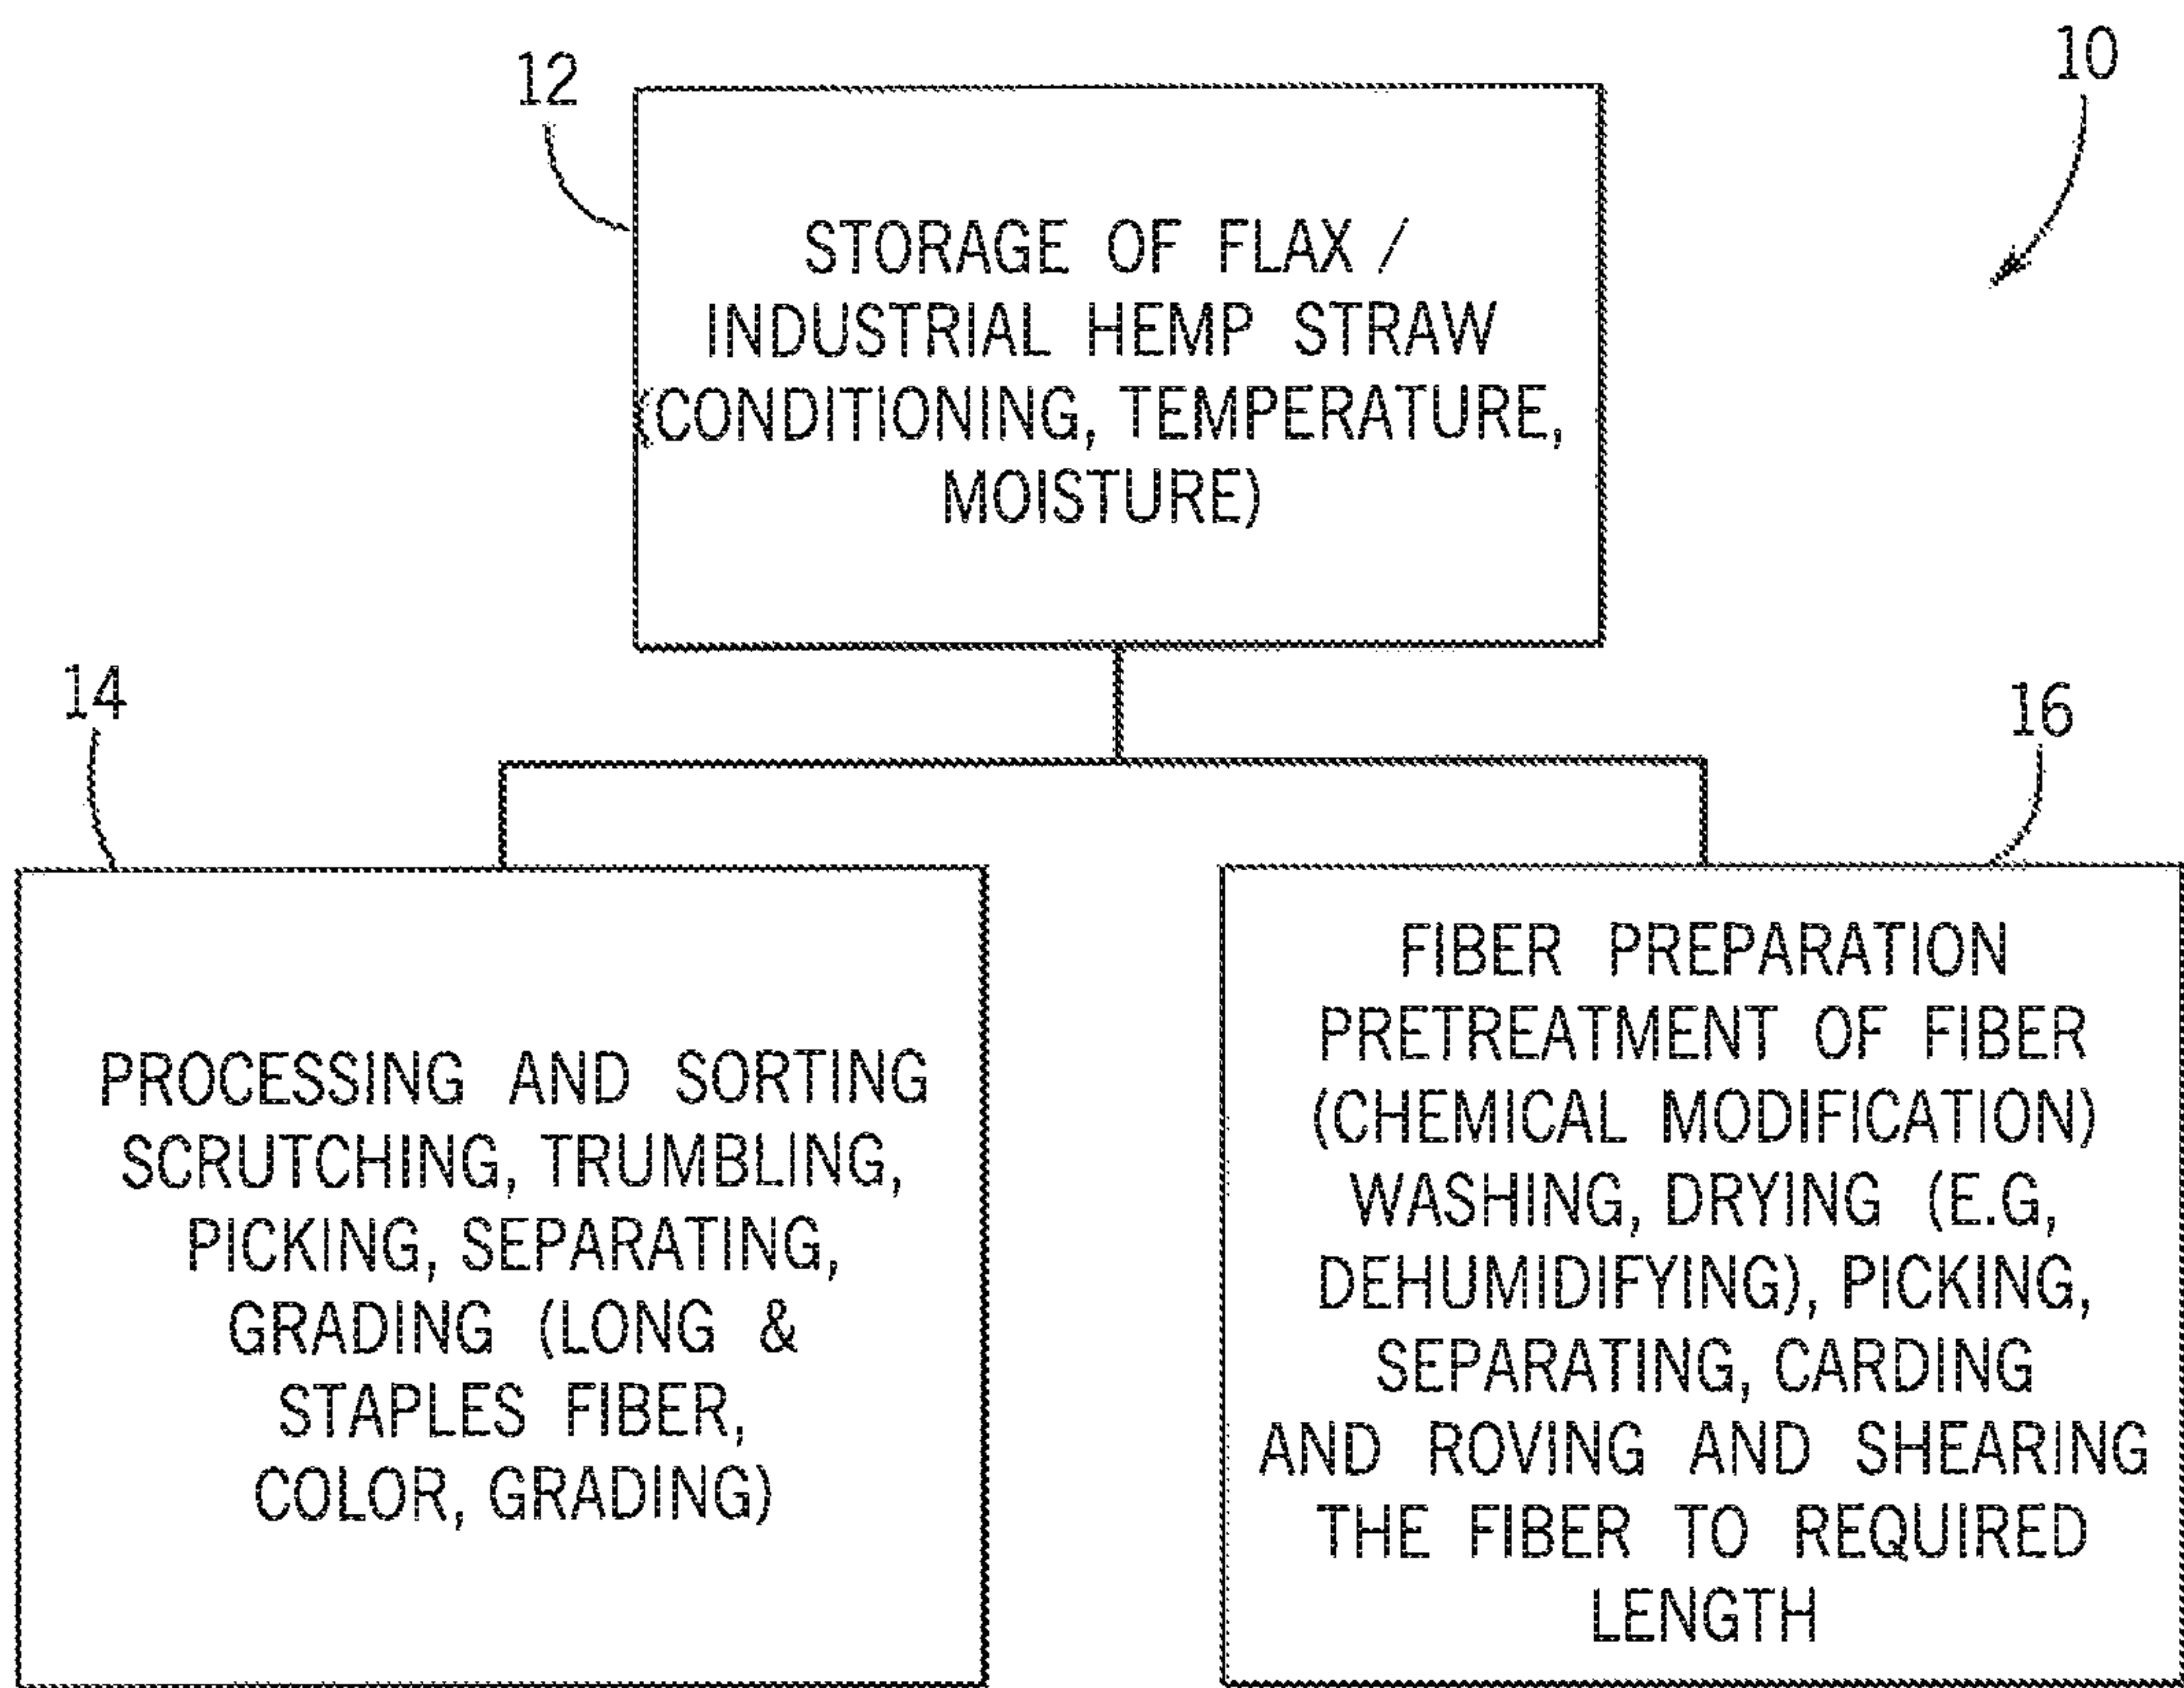 12
10
STORAGE OF FLAX /
INDUSTRIAL HEMP STRAW
(CONDITIONING, TEMPERATURE,
MOISTURE)
14
16
PROCESSING AND SORTING
SCRUTCHING, TRUMBLING,
PICKING, SEPARATING,
GRADING (LONG &
STAPLES FIBER,
COLOR, GRADING)
FIBER PREPARATION
PRETREATMENT OF FIBER
(CHEMICAL MODIFICATION)
WASHING, DRYING (E.G,
DEHUMIDIFYING), PICKING,
SEPARATING, CARDING
AND ROVING AND SHEARING
THE FIBER TO REQUIRED
LENGTH